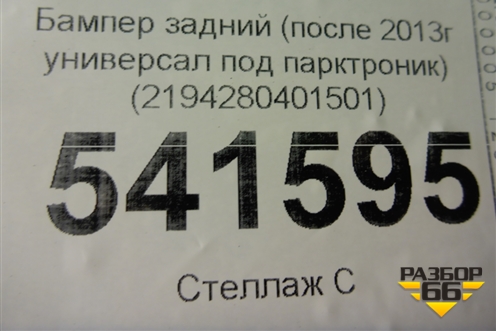 Бампер задний (после 2013г
универсал под парктроник)
(2194280401501)
541595
Стеллаж С
РАЗБОР
66